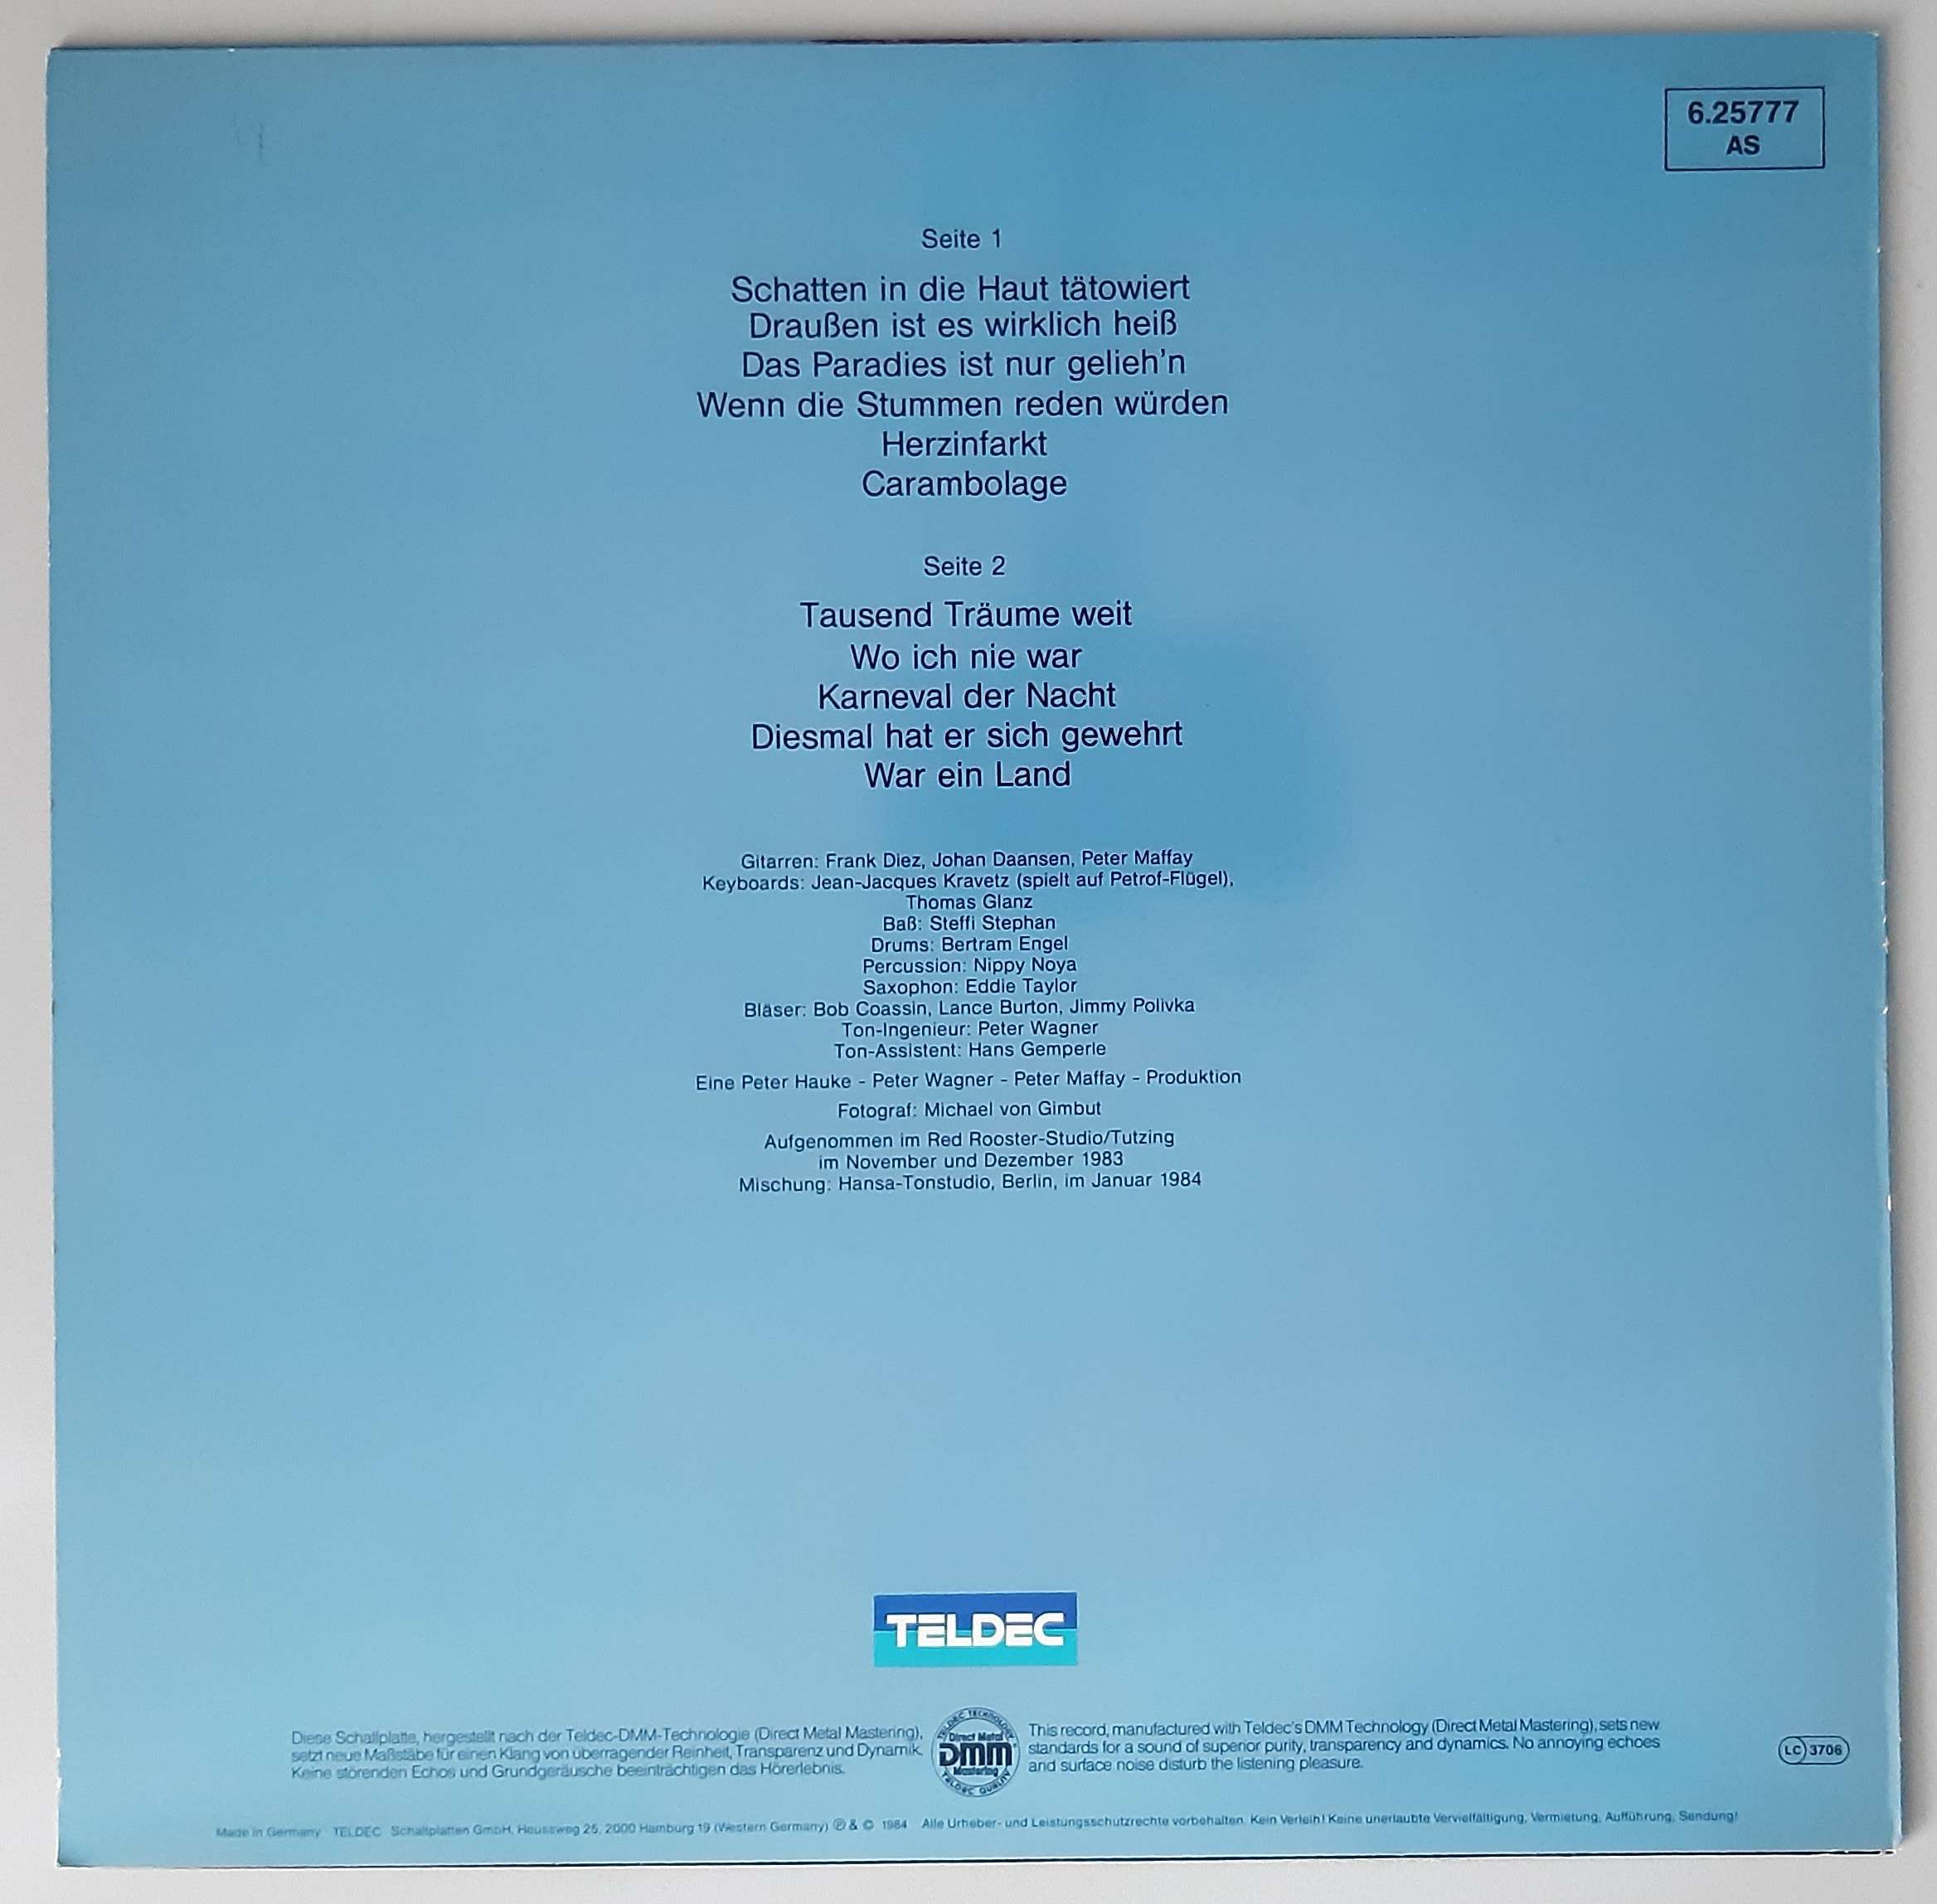 6.25777
AS
Seite 1
Schatten in die Haut tätowiert
Draußen ist es wirklich heiß
Das Paradies ist nur gelieh'n
Wenn die Stummen reden würden
Herzinfarkt
Carambolage
Seite 2
Tausend Träume weit
Wo ich nie war
Karneval der Nacht
Diesmal hat er sich gewehrt
War ein Land
Gitarren: Frank Diez, Johan Daansen, Peter Maffay
Keyboards: Jean-Jacques Kravetz (spielt auf Petrof-Flügel),
Thomas Glanz
Baß: Steffi Stephan
Drums: Bertram Engel
Percussion: Nippy Noya
Saxophon: Eddie Taylor
Bläser: Bob Coassin, Lance Burton, Jimmy Polivka
Ton-Ingenieur: Peter Wagner
Ton-Assistent: Hans Gemperle
Eine Peter Hauke - Peter Wagner - Peter Maffay - Produktion
Fotograf: Michael von Gimbut
Aufgenommen im Red Rooster-Studio/Tutzing
im November und Dezember 1983
Mischung: Hansa-Tonstudio, Berlin, im Januar 1984
TELDEC
Diese Schallplatte, hergestellt nach der Teldec-DMM-Technologie (Direct Metal Mastering),
setzt neue Maßstäbe für einen Klang von überragender Reinheit, Transparenz und Dynamik.
Keine störenden Echos und Grundgeräusche beeinträchtigen das Hörerlebnis.
TELDEC TECHNOLOGY
Direct Metal
DMM
Mastering
TELDEC QUALITY
This record, manufactured with Teldec's DMM Technology (Direct Metal Mastering), sets new
standards for a sound of superior purity, transparency and dynamics. No annoying echoes
and surface noise disturb the listening pleasure.
LC 3706
Made in Germany · TELDEC Schallplatten GmbH, Heussweg 25, 2000 Hamburg 19 (Western Germany) Ⓟ & © 1984 Alle Urheber- und Leistungsschutzrechte vorbehalten. Kein Verleih! Keine unerlaubte Vervielfältigung, Vermietung, Aufführung, Sendung!